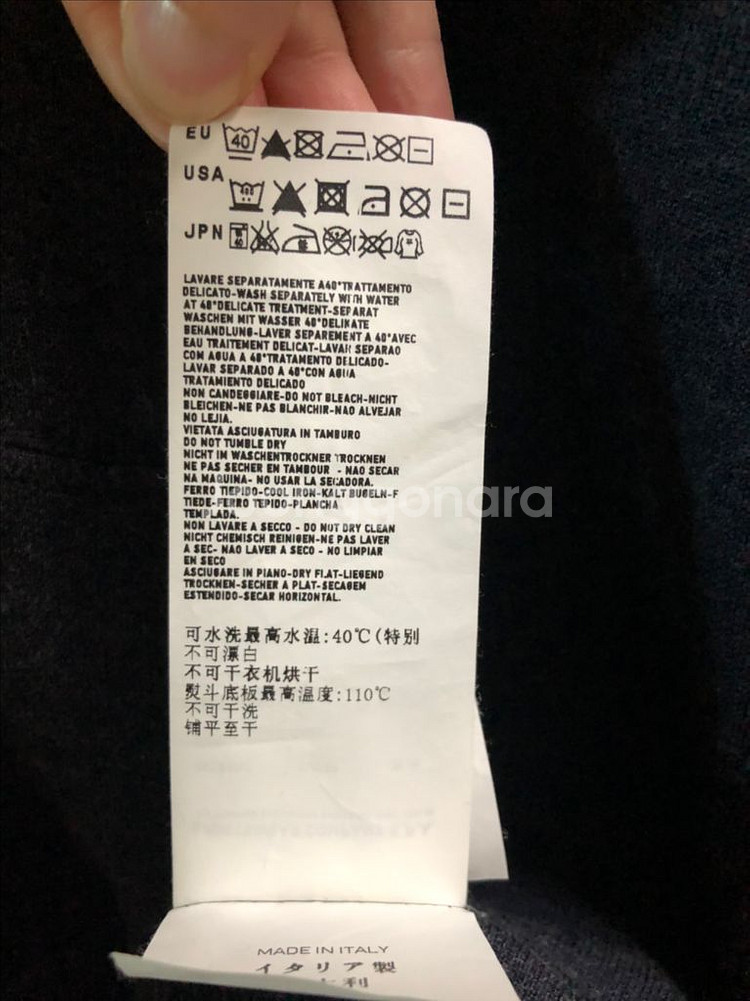 EU 40
USA
JPN 40
LAVARE SEPARATAMENTE A40°TRATTAMENTO
DELICATO-WASH SEPARATELY WITH WATER
AT 40°DELICATE TREATMENT-SEPARAT
WASCHEN MIT WASSER 40°DELIKATE
BEHANDLUNG-LAVER SEPAREMENT A 40°AVEC
EAU TRAITEMENT DELICAT-LAVAR SEPARAO
COM AGUA A 40°TRATAMENTO DELICADO-
LAVAR SEPARADO A 40°CON AGUA
TRATAMIENTO DELICADO
NON CANDEGGIARE-DO NOT BLEACH-NICHT
BLEICHEN-NE PAS BLANCHIR-NAO ALVEJAR
NO LEJIA.
VIETATA ASCIUGATURA IN TAMBURO
DO NOT TUMBLE DRY
NICHT IN WASCHENTROCKNER TROCKNEN
NE PAS SECHER EN TAMBOUR - NAO SECAR
NA MAQUINA- NO USAR LA SECADORA.
FERRO TIEPIDO-COOL IRON-KALT BUGELN-F
TIEDE-FERRO TEPIDO-PLANCHA
TEMPLADA.
NON LAVARE A SECCO - DO NOT DRY CLEAN
NICHT CHEMISCH REINIGEN-NE PAS LAVER
A SEC- NAO LAVER A SECO - NO LIMPIAR
EN SECO
ASCIUGARE IN PIANO-DRY FLAT-LIEGEND
TROCKNEN-SECHER A PLAT-SECAGEM
ESTENDIDO-SECAR HORIZONTAL.
可水洗最高水温:40℃(特别
不可漂白
不可干衣机烘干
熨斗底板最高温度:110℃
不可干洗
铺平至干
MADE IN ITALY
イタリア製